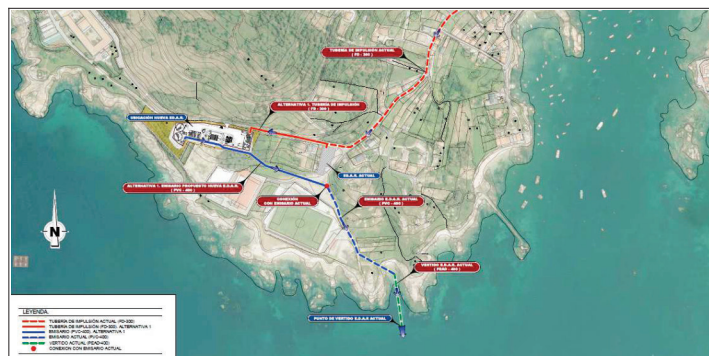 TUBERÍA DE IMPULSIÓN ACTUAL
( FD - 300 )
ALTERNATIVA 1. TUBERÍA DE IMPULSIÓN
( FD - 300 )
UBICACIÓN NUEVA E.D.A.R.
E.D.A.R. ACTUAL
ALTERNATIVA 1. EMISARIO PROPUESTO NUEVA E.D.A.R.
( PVC - 400 )
CONEXIÓN
CON EMISARIO ACTUAL
EMISARIO E.D.A.R. ACTUAL
( PVC - 400 )
VERTIDO E.D.A.R. ACTUAL
( PEAD - 400 )
PUNTO DE VERTIDO E.D.A.R ACTUAL
N
LEYENDA.
TUBERÍA DE IMPULSIÓN ACTUAL (FD-300)
TUBERÍA DE IMPULSIÓN (FD-300). ALTERNATIVA 1
EMISARIO (PVC-400). ALTERNATIVA 1
EMISARIO ACTUAL (PVC-400)
VERTIDO ACTUAL (PEAD-400)
CONEXIÓN CON EMISARIO ACTUAL